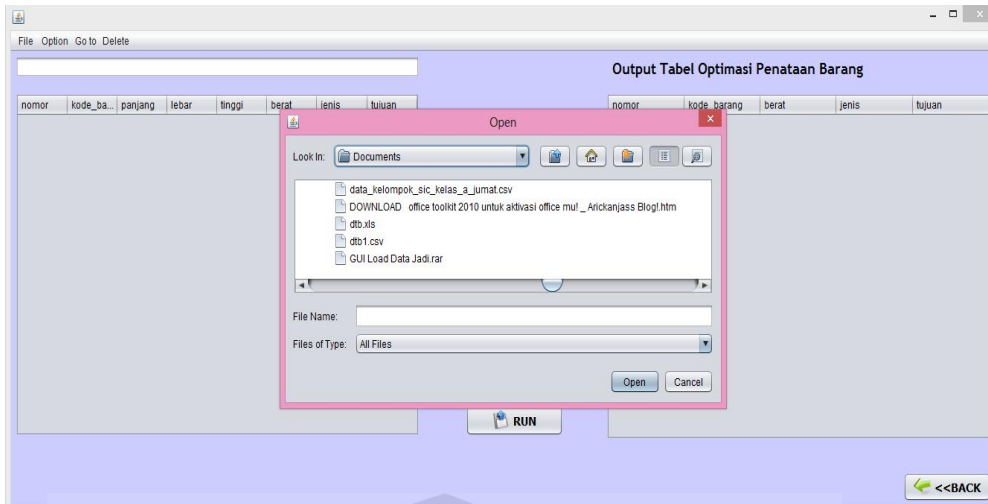 File Option Go to Delete
Output Tabel Optimasi Penataan Barang
nomor kode_ba... panjang lebar tinggi berat jenis tujuan
nomor kode_barang berat jenis tujuan
Open
Look In: Documents
data_kelompok_sic_kelas_a_jumat.csv
DOWNLOAD office toolkit 2010 untuk aktivasi office mu! _ Arickanjass Blog!.htm
dtb.xls
dtb1.csv
GUI Load Data Jadi.rar
File Name:
Files of Type: All Files
Open Cancel
RUN
<<BACK